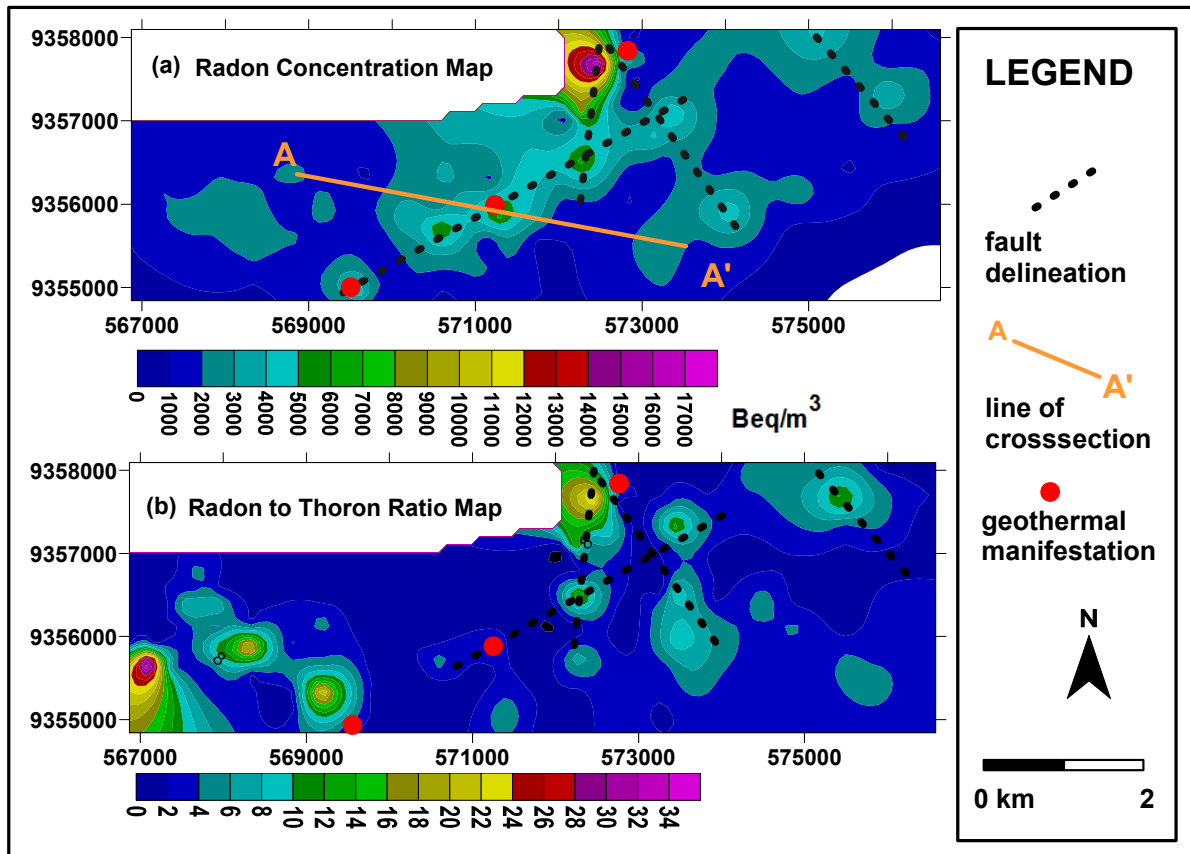 9358000
9357000
9356000
9355000
(a) Radon Concentration Map
A
A'
567000 569000 571000 573000 575000
0 1000 2000 3000 4000 5000 6000 7000 8000 9000 10000 11000 12000 13000 14000 15000 16000 17000
Beq/m³
9358000
9357000
9356000
9355000
(b) Radon to Thoron Ratio Map
567000 569000 571000 573000 575000
0 2 4 6 8 10 12 14 16 18 20 22 24 26 28 30 32 34
LEGEND
fault
delineation
A
A'
line of
crosssection
geothermal
manifestation
N
0 km 2